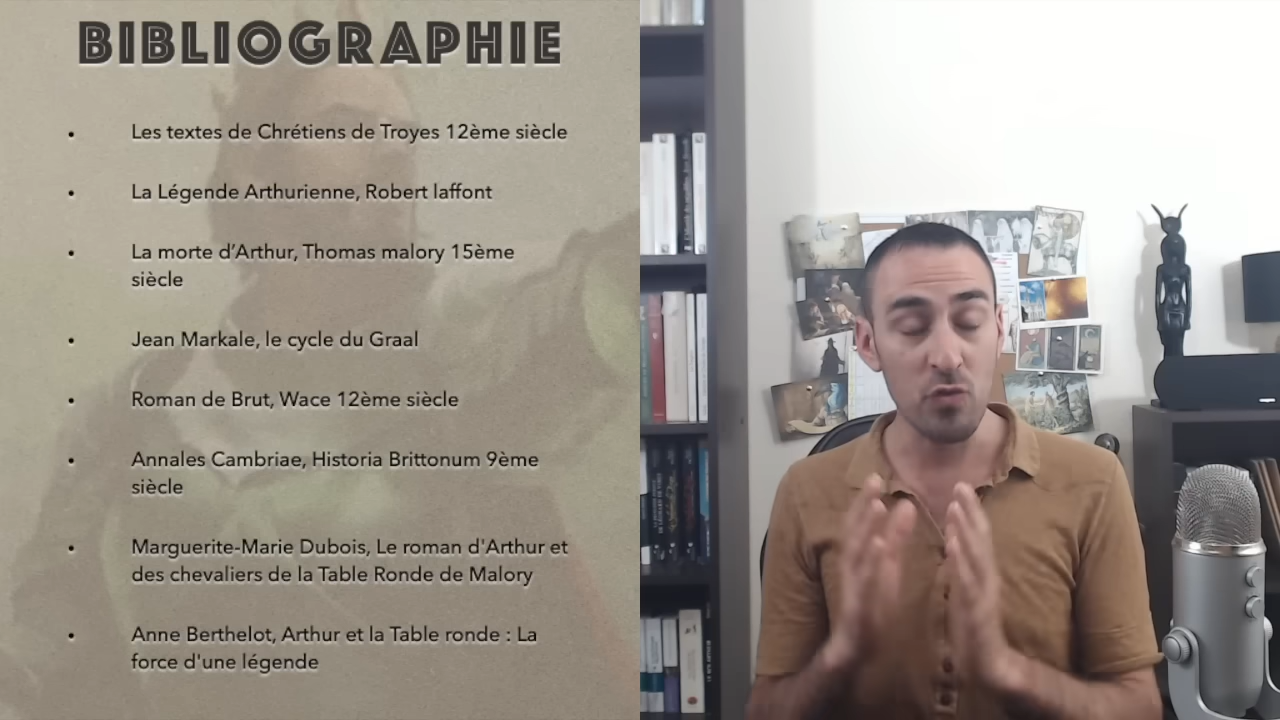 BIBLIOGRAPHIE
• Les textes de Chrétiens de Troyes 12ème siècle
• La Légende Arthurienne, Robert laffont
• La morte d’Arthur, Thomas malory 15ème
siècle
• Jean Markale, le cycle du Graal
• Roman de Brut, Wace 12ème siècle
• Annales Cambriae, Historia Brittonum 9ème
siècle
• Marguerite-Marie Dubois, Le roman d'Arthur et
des chevaliers de la Table Ronde de Malory
• Anne Berthelot, Arthur et la Table ronde : La
force d'une légende